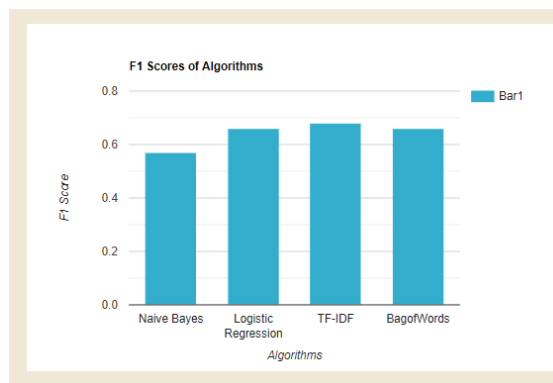 F1 Scores of Algorithms
0.8
0.6
0.4
0.2
0.0
F1 Score
Bar1
Naive Bayes
Logistic
Regression
TF-IDF
BagofWords
Algorithms